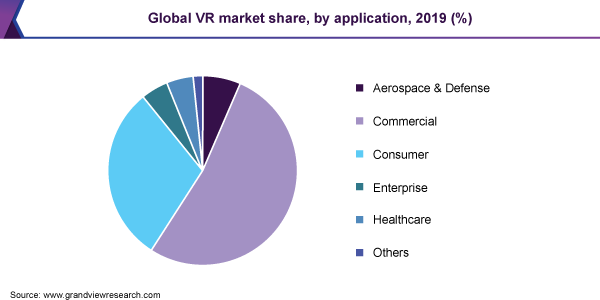 Global VR market share, by application, 2019 (%)
Aerospace & Defense
Commercial
Consumer
Enterprise
Healthcare
Others
Source: www.grandviewresearch.com